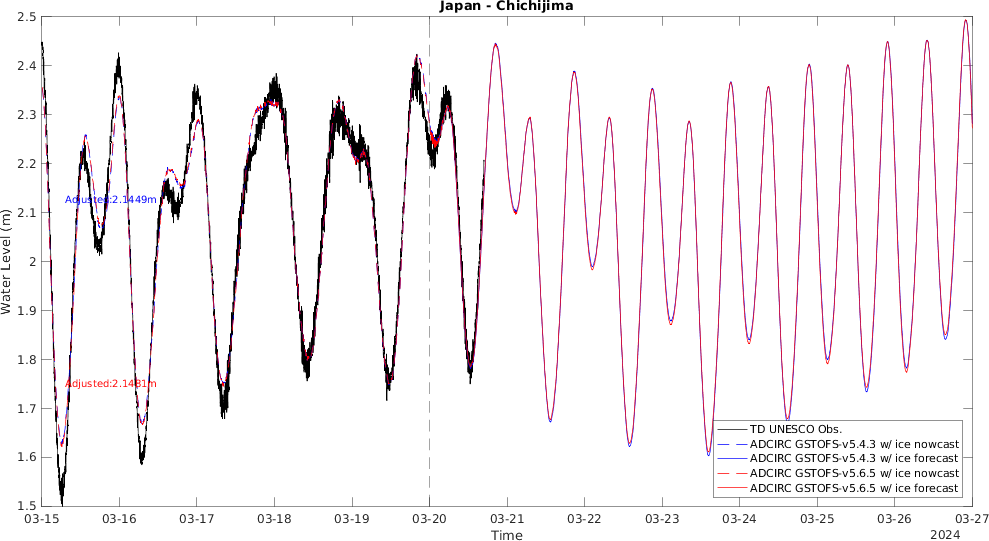 Japan - Chichijima
2.5
2.4
2.3
2.2
2.1
2
1.9
1.8
1.7
1.6
1.5
Water Level (m)
Adjusted:2.1449m
Adjusted:2.1481m
TD UNESCO Obs.
ADCIRC GSTOFS-v5.4.3 w/ ice nowcast
ADCIRC GSTOFS-v5.4.3 w/ ice forecast
ADCIRC GSTOFS-v5.6.5 w/ ice nowcast
ADCIRC GSTOFS-v5.6.5 w/ ice forecast
03-15 03-16 03-17 03-18 03-19 03-20 03-21 03-22 03-23 03-24 03-25 03-26 03-27
Time
2024